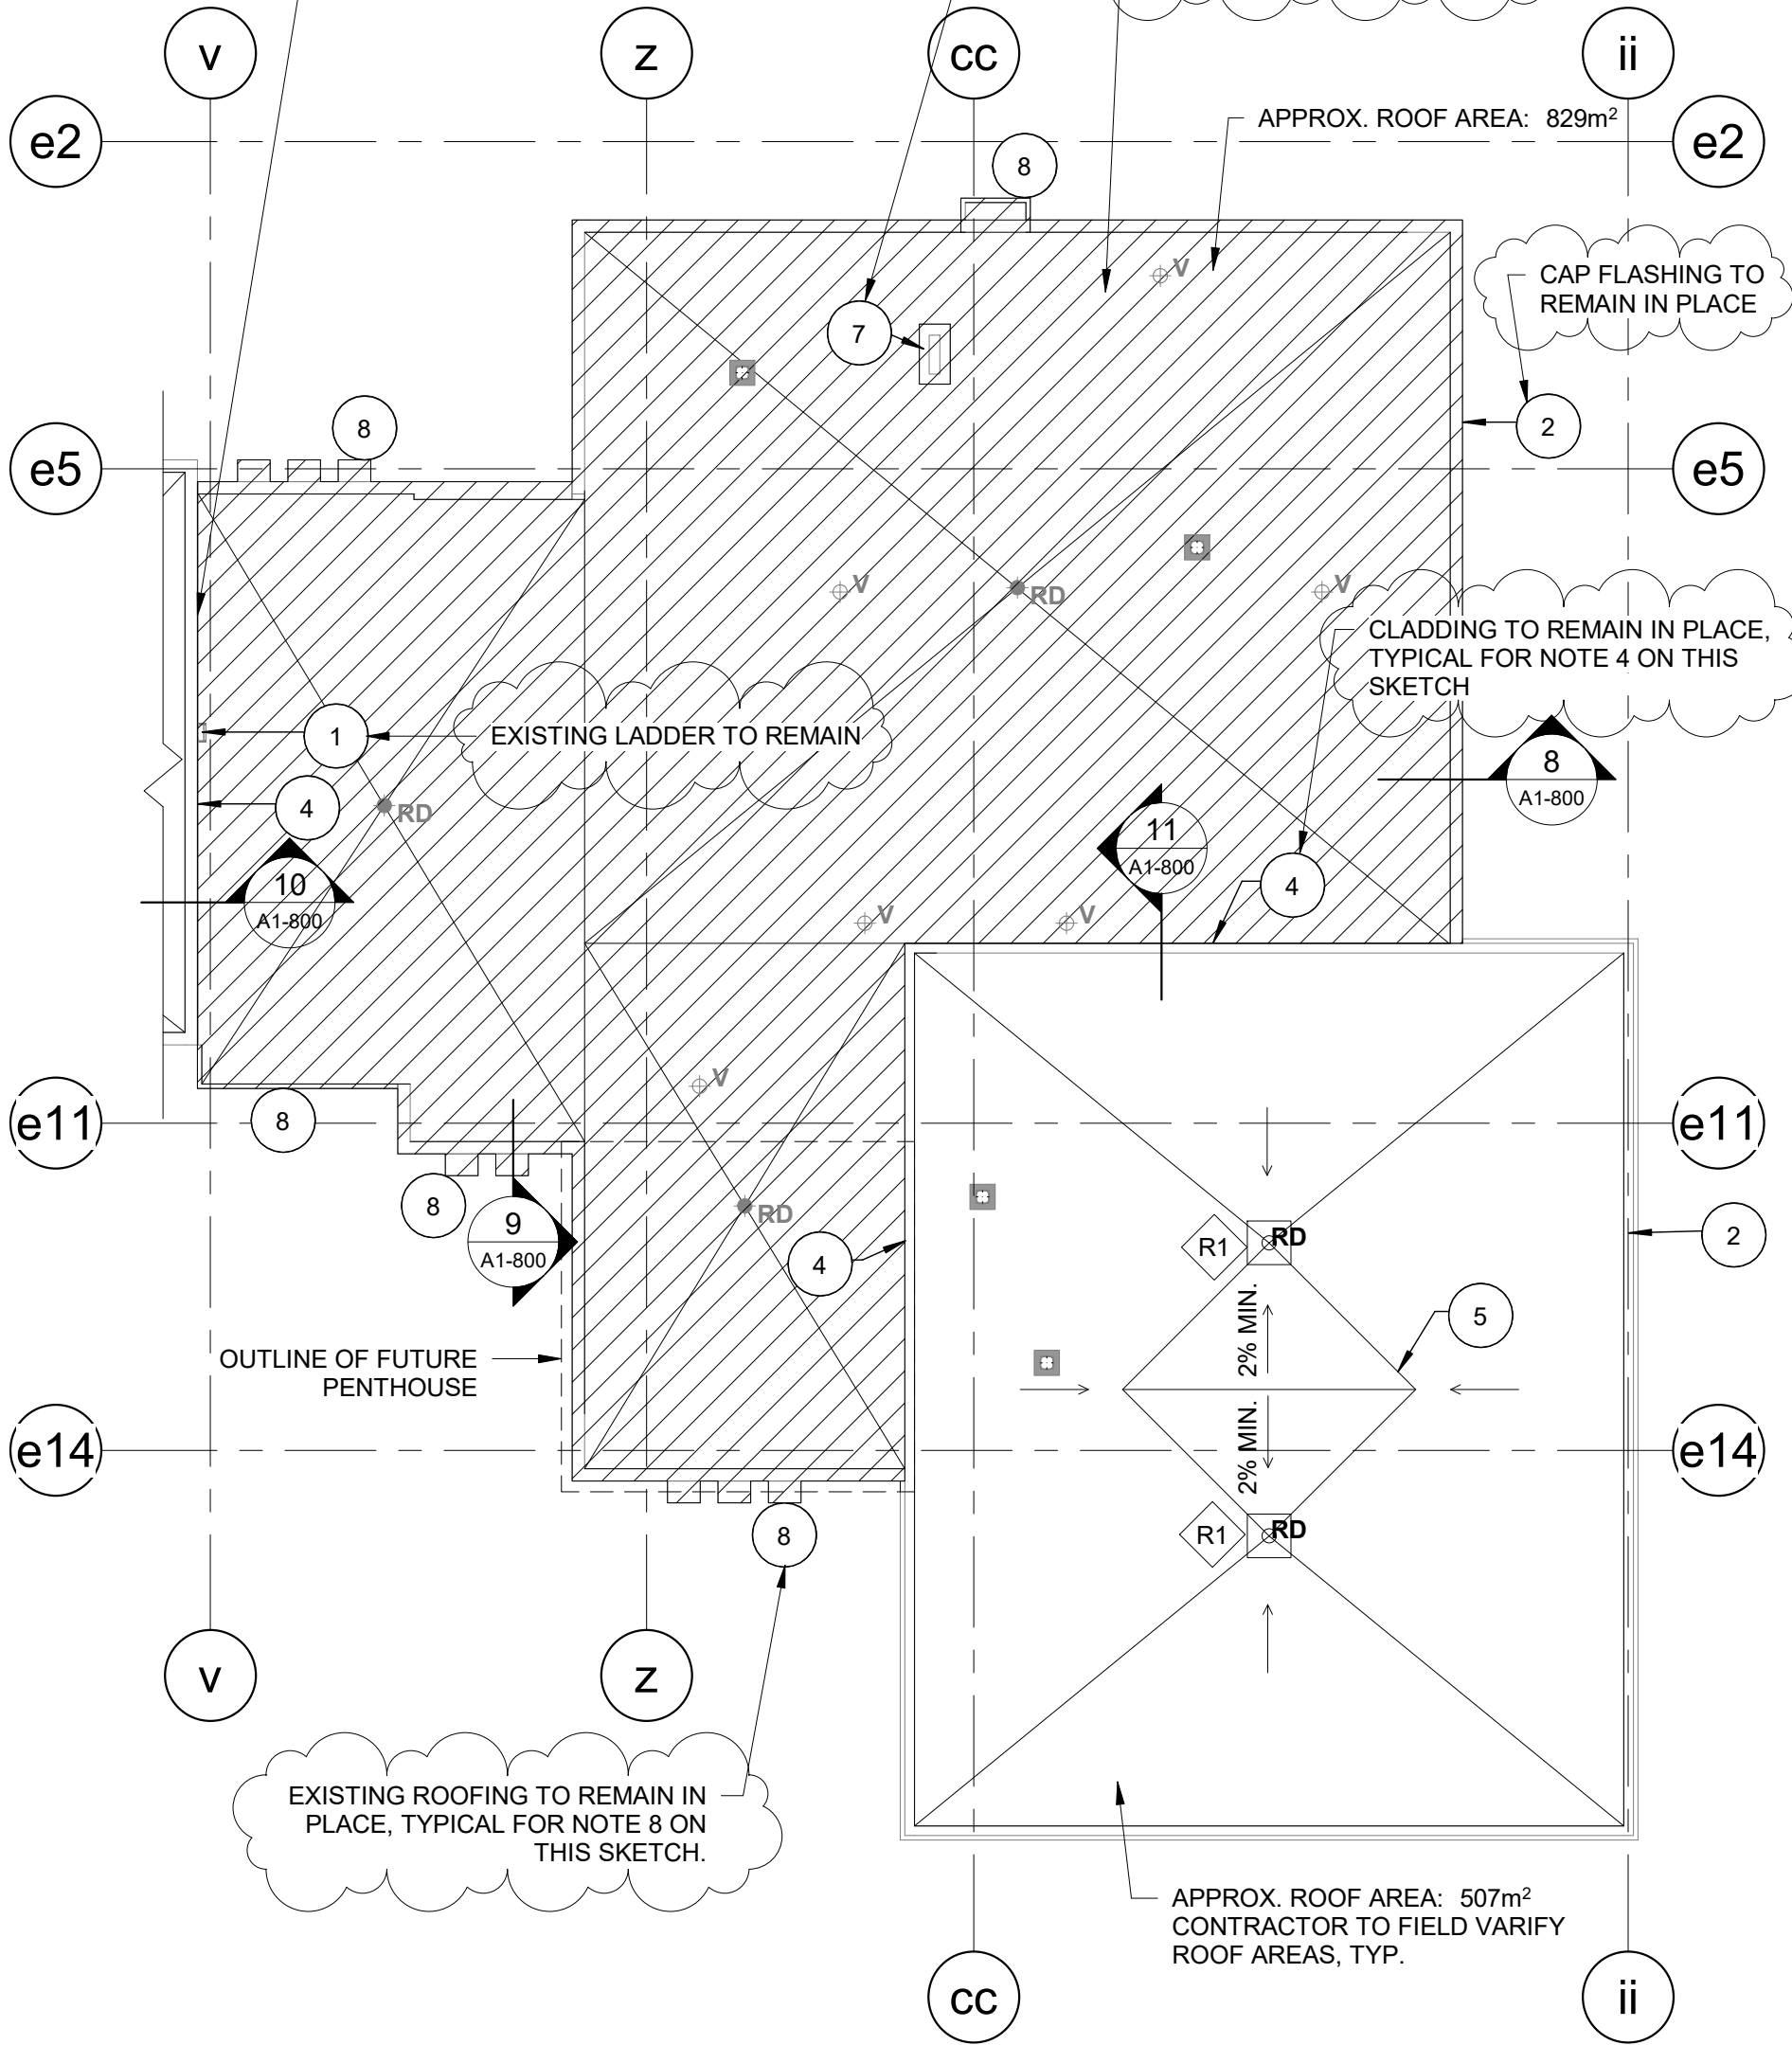 v
z
cc
ii
e2
APPROX. ROOF AREA: 829m²
e2
8
V
CAP FLASHING TO
REMAIN IN PLACE
7
8
2
e5
e5
V
RD
V
CLADDING TO REMAIN IN PLACE,
TYPICAL FOR NOTE 4 ON THIS
SKETCH
1
EXISTING LADDER TO REMAIN
8
A1-800
4
RD
11
A1-800
10
A1-800
4
V
V
V
e11
8
e11
8
9
A1-800
RD
4
R1
RD
2
2% MIN.
5
OUTLINE OF FUTURE
PENTHOUSE
2% MIN.
e14
e14
8
R1
RD
v
z
EXISTING ROOFING TO REMAIN IN
PLACE, TYPICAL FOR NOTE 8 ON
THIS SKETCH.
APPROX. ROOF AREA: 507m²
CONTRACTOR TO FIELD VARIFY
ROOF AREAS, TYP.
cc
ii